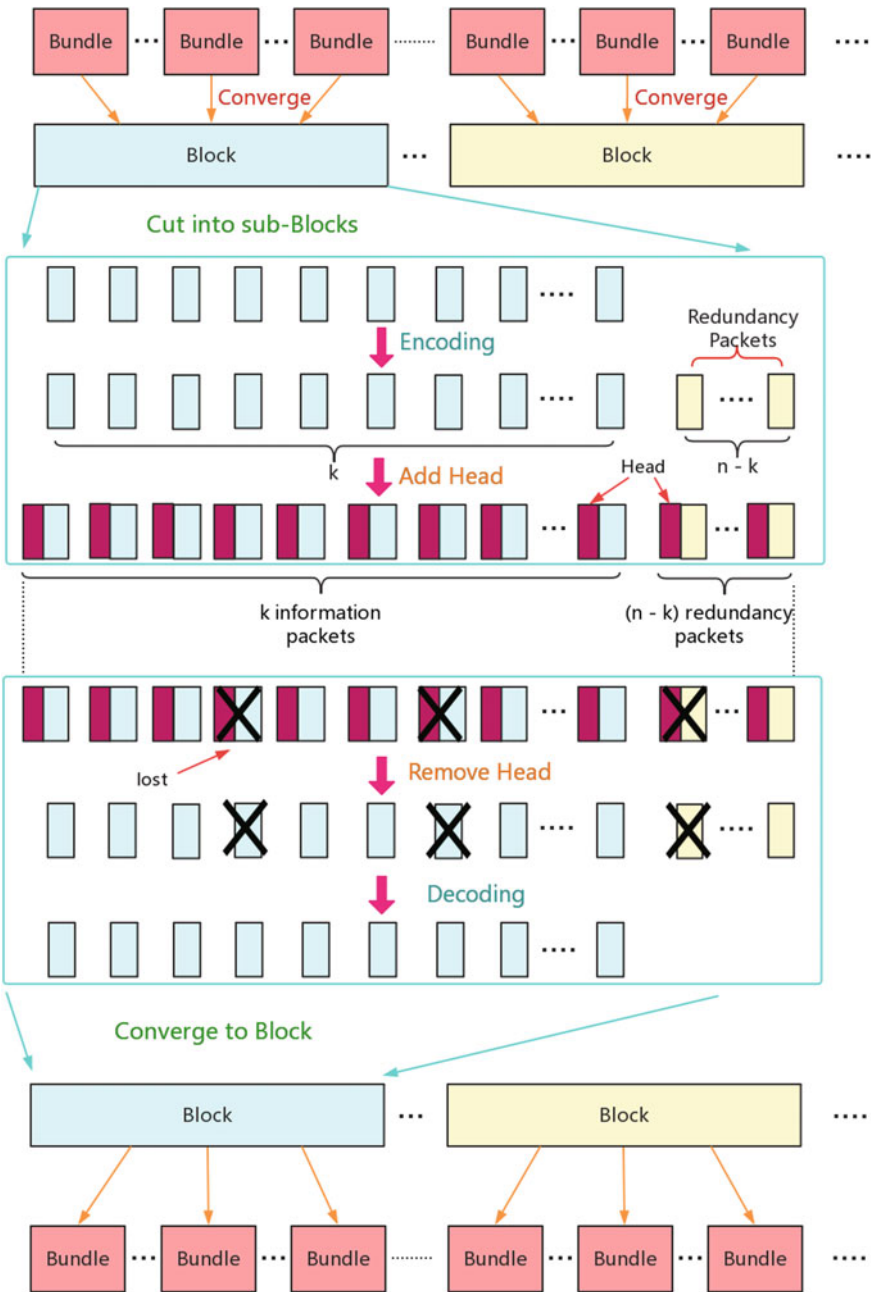 Bundle ... Bundle ... Bundle ......... Bundle ... Bundle ... Bundle ....
Converge Converge
Block ... Block ....
Cut into sub-Blocks
....
Redundancy
Packets
Encoding
.... ....
k n - k
Head
Add Head
... ...
k information
packets
(n - k) redundancy
packets
... ...
lost
Remove Head
.... ....
Decoding
....
Converge to Block
Block ... Block ....
Bundle ... Bundle ... Bundle ......... Bundle ... Bundle ... Bundle ....